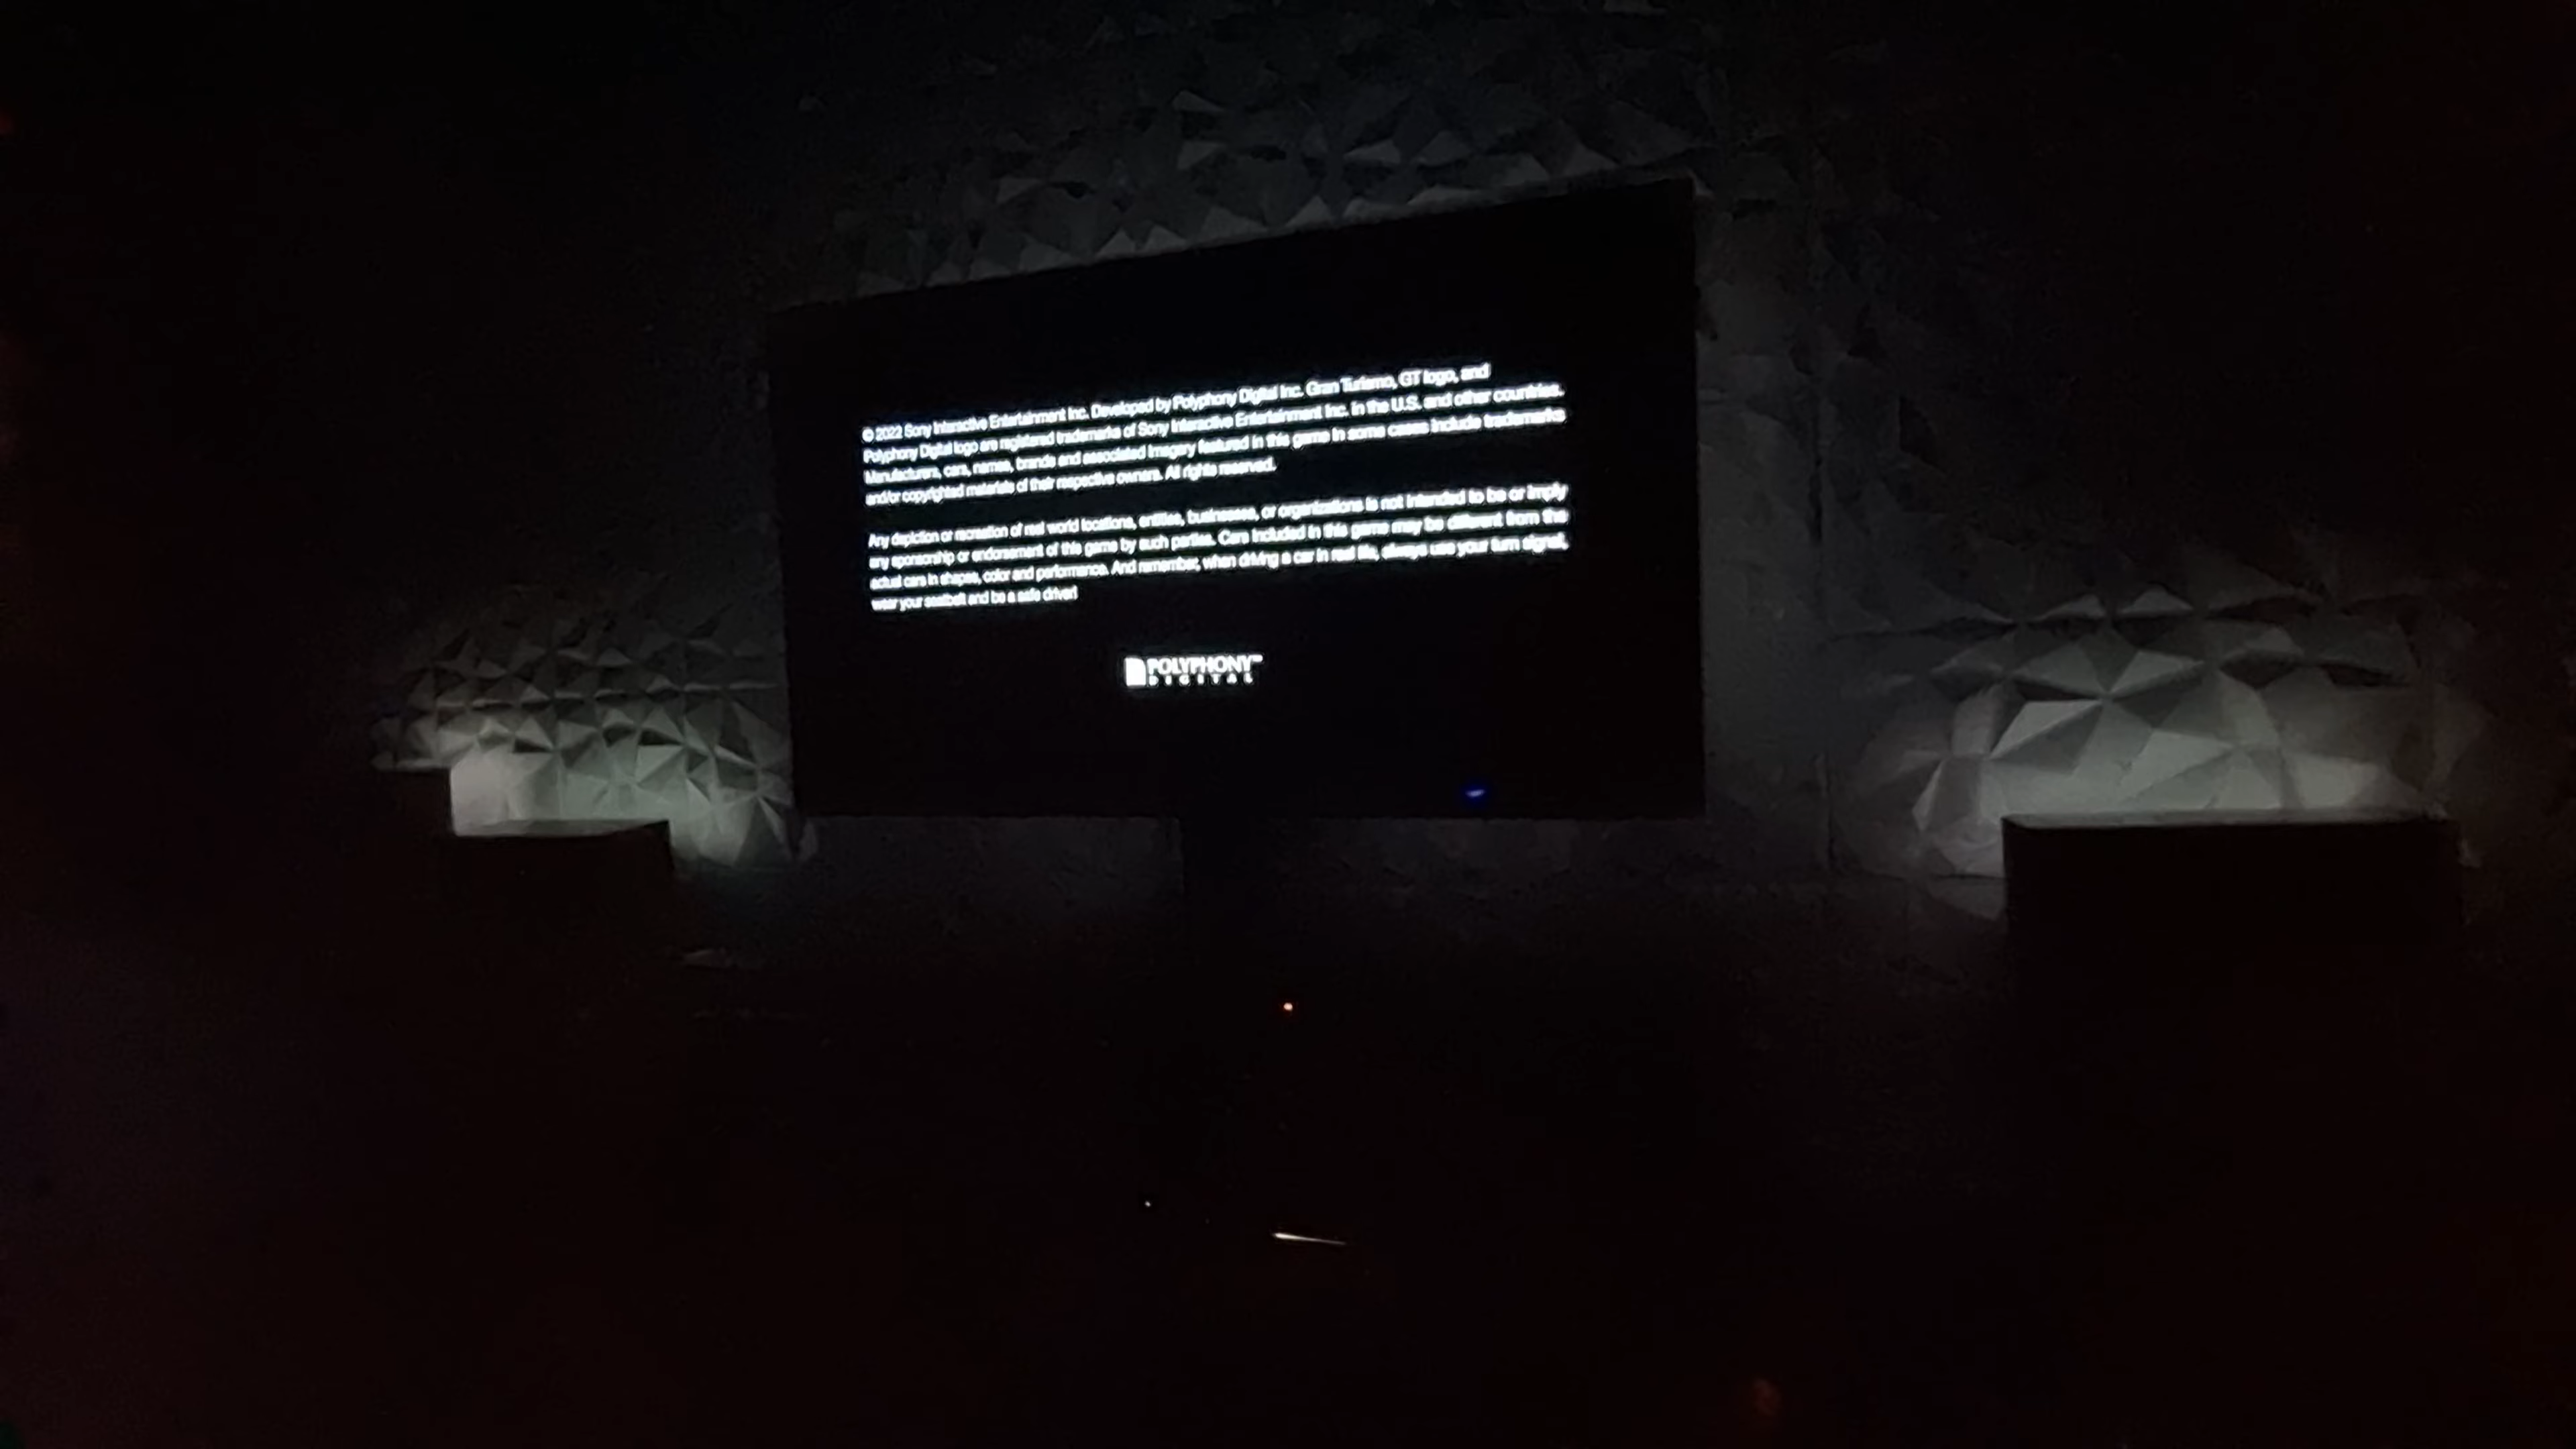 © 2022 Sony Interactive Entertainment Inc. Developed by Polyphony Digital Inc. Gran Turismo, GT logo, and
Polyphony Digital logo are registered trademarks of Sony Interactive Entertainment Inc. in the U.S. and other countries.
Manufacturers, cars, names, brands and associated imagery featured in this game in some cases include trademarks
and/or copyrighted materials of their respective owners. All rights reserved.
Any depiction or recreation of real world locations, entities, businesses, or organizations is not intended to be or imply
any sponsorship or endorsement of this game by such parties. Cars included in this game may be different from the
actual cars in shapes, color and performance. And remember, when driving a car in real life, always use your turn signal,
wear your seatbelt and be a safe driver!
POLYPHONY™
DIGITAL